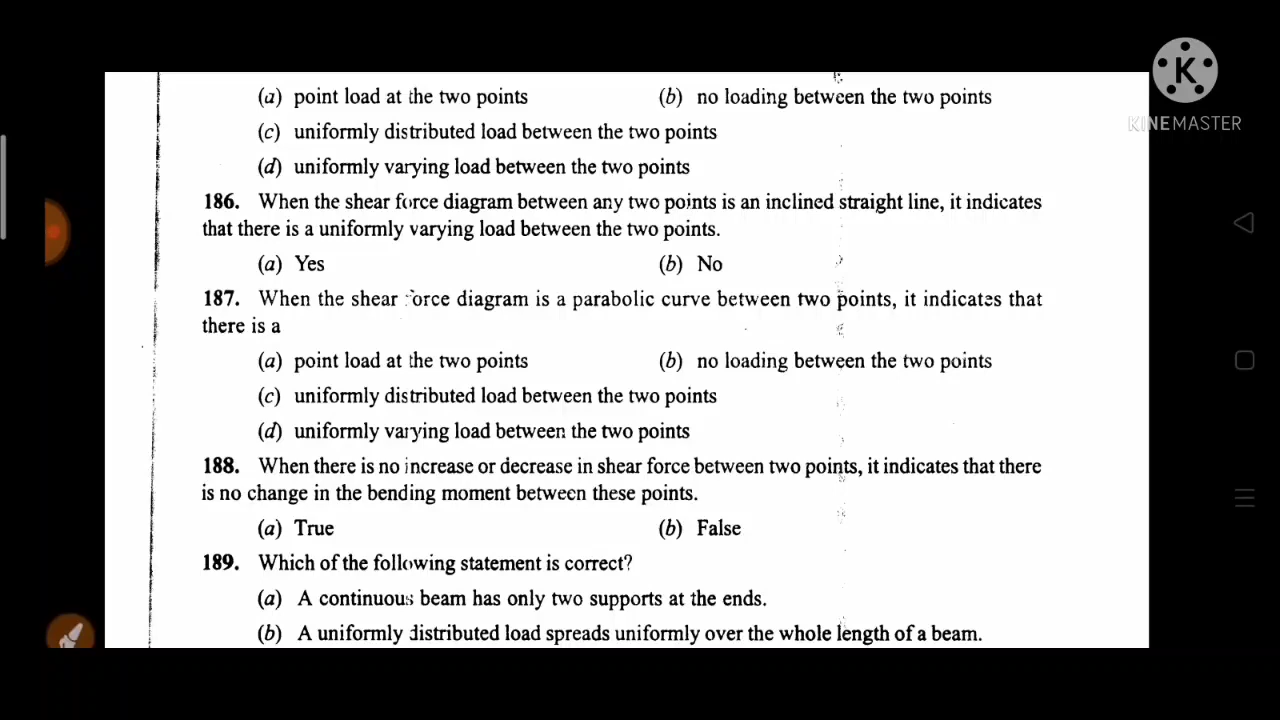 (a) point load at the two points (b) no loading between the two points
(c) uniformly distributed load between the two points
(d) uniformly varying load between the two points
186. When the shear force diagram between any two points is an inclined straight line, it indicates
that there is a uniformly varying load between the two points.
(a) Yes (b) No
187. When the shear force diagram is a parabolic curve between two points, it indicates that
there is a
(a) point load at the two points (b) no loading between the two points
(c) uniformly distributed load between the two points
(d) uniformly varying load between the two points
188. When there is no increase or decrease in shear force between two points, it indicates that there
is no change in the bending moment between these points.
(a) True (b) False
189. Which of the following statement is correct?
(a) A continuous beam has only two supports at the ends.
(b) A uniformly distributed load spreads uniformly over the whole length of a beam.
K
KINEMASTER